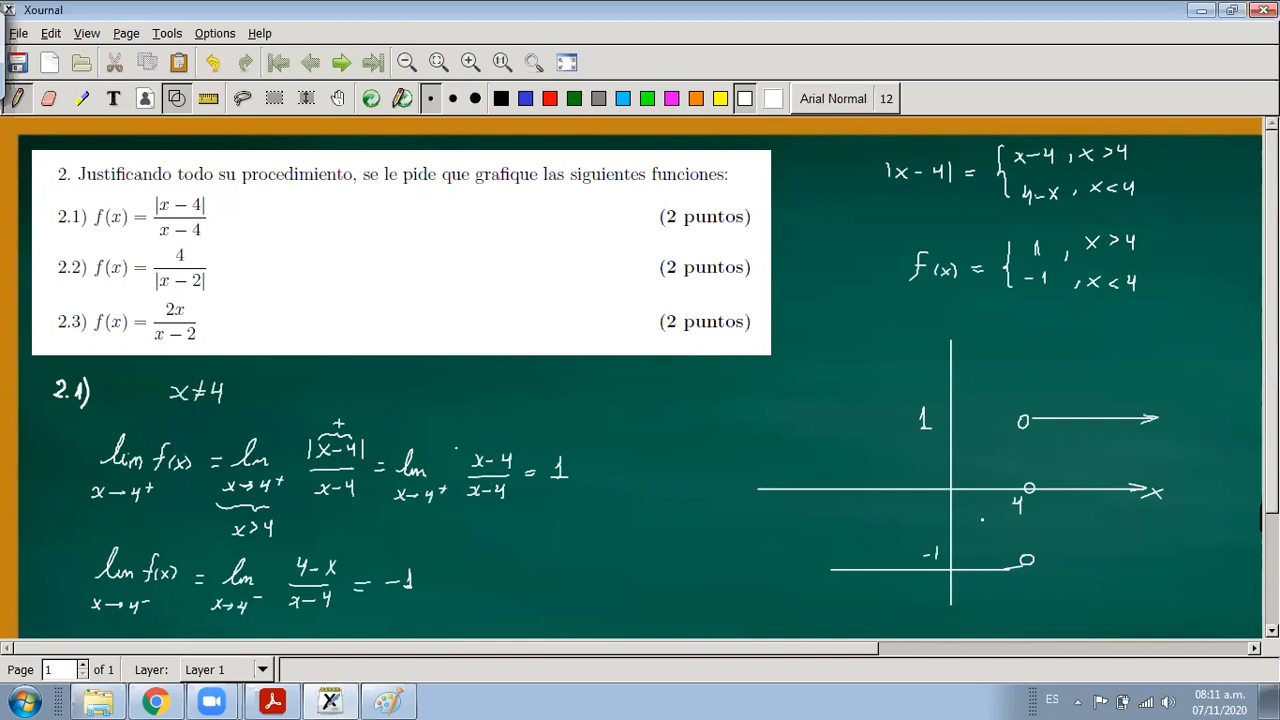 Xournal
File Edit View Page Tools Options Help
Arial Normal 12
2. Justificando todo su procedimiento, se le pide que grafique las siguientes funciones:
2.1) f(x) = |x − 4| / x − 4 (2 puntos)
2.2) f(x) = 4 / |x − 2| (2 puntos)
2.3) f(x) = 2x / x − 2 (2 puntos)
|x-4| = { x-4 , x>4
4-x , x<4
f(x) = { 1 , x>4
-1 , x<4
2.1) x≠4
+
lim f(x) = lim |x-4| / x-4 = lim x-4 / x-4 = 1
x→4⁺ x→4⁺ x→4⁺
x>4
lim f(x) = lim 4-x / x-4 = -1
x→4⁻ x→4⁻
1
4 x
-1
Page 1 of 1 Layer: Layer 1
ES 08:11 a.m.
07/11/2020